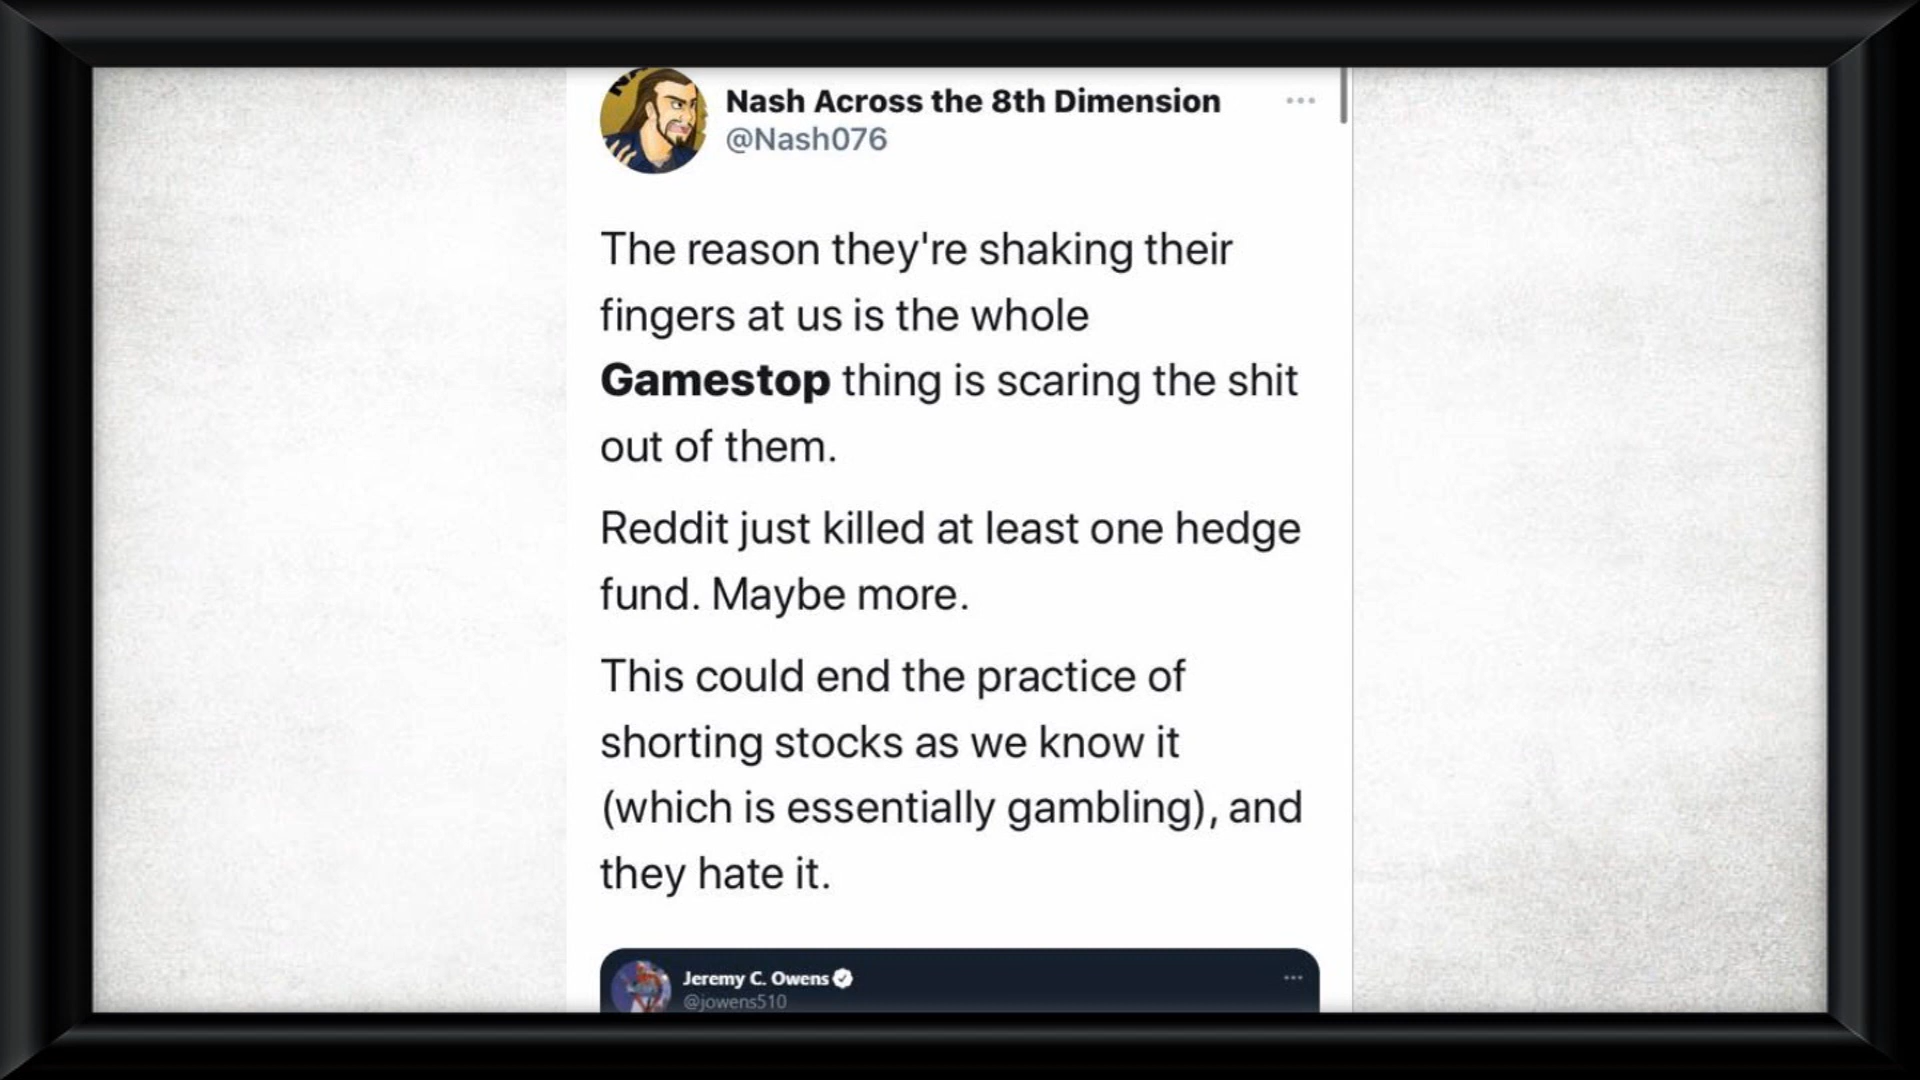 Nash Across the 8th Dimension
@Nash076
The reason they're shaking their
fingers at us is the whole
Gamestop thing is scaring the shit
out of them.
Reddit just killed at least one hedge
fund. Maybe more.
This could end the practice of
shorting stocks as we know it
(which is essentially gambling), and
they hate it.
Jeremy C. Owens
@jowens510